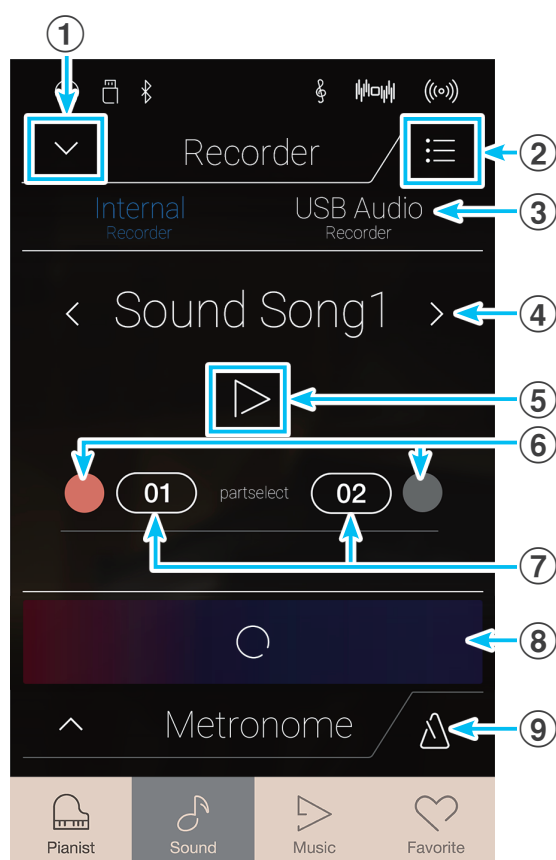 1
Recorder
2
Internal
Recorder
USB Audio
Recorder
3
Sound Song1
4
5
6
01
partselect
02
7
8
Metronome
9
Pianist
Sound
Music
Favorite